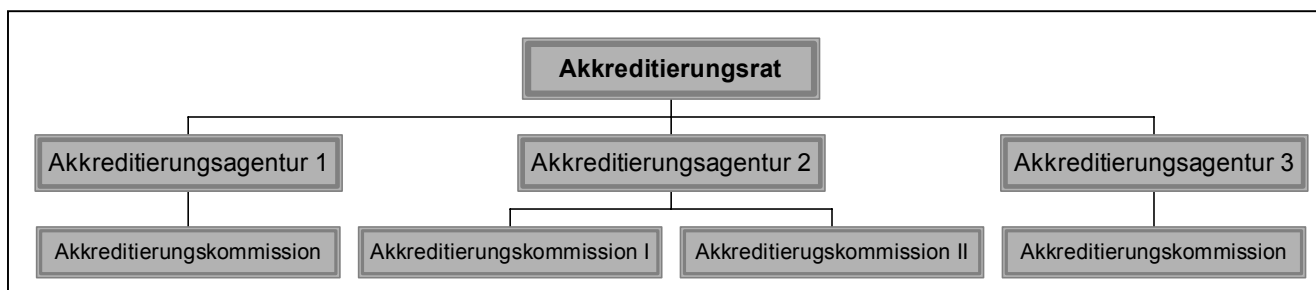 Akkreditierungsrat
Akkreditierungsagentur 1
Akkreditierungsagentur 2
Akkreditierungsagentur 3
Akkreditierungskommission
Akkreditierungskommission I
Akkreditierugskommission II
Akkreditierungskommission